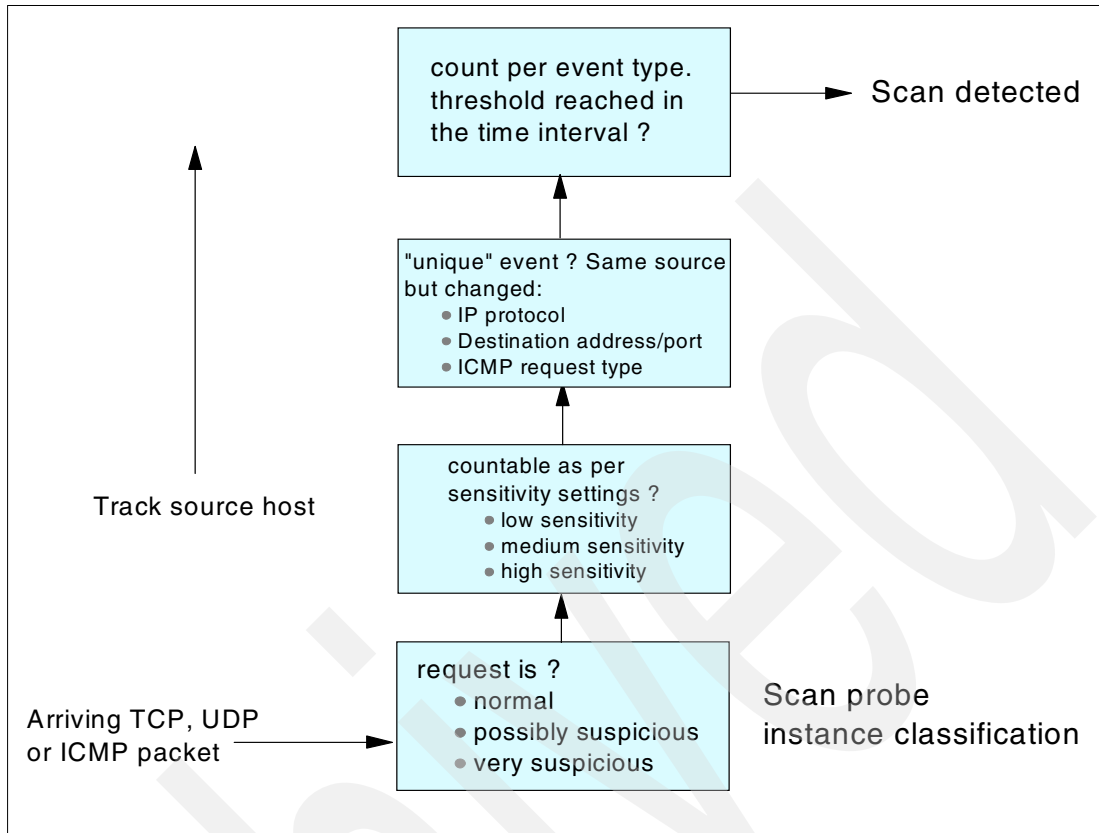 count per event type.
threshold reached in
the time interval ?
Scan detected
"unique" event ? Same source
but changed:
• IP protocol
• Destination address/port
• ICMP request type
countable as per
sensitivity settings ?
• low sensitivity
• medium sensitivity
• high sensitivity
Track source host
request is ?
• normal
• possibly suspicious
• very suspicious
Arriving TCP, UDP
or ICMP packet
Scan probe
instance classification
hived